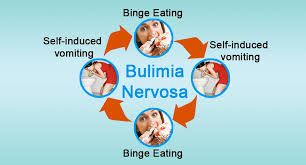 Binge Eating
Self-induced
vomiting
Self-induced
vomiting
Bulimia
Nervosa
Binge Eating